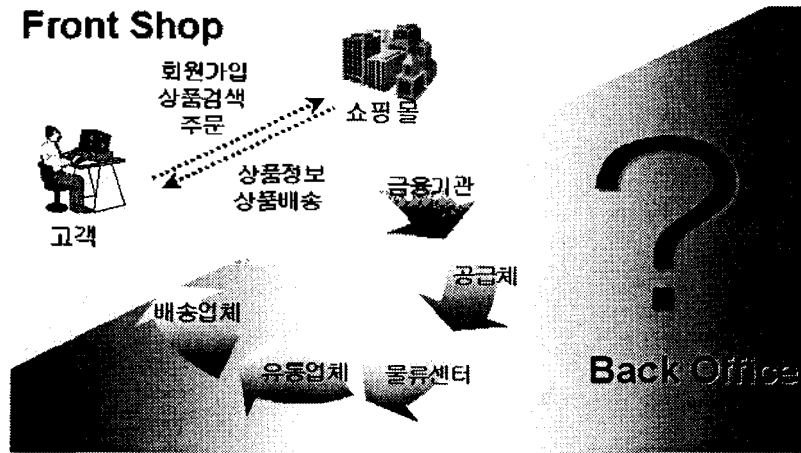 Front Shop
회원가입
상품검색
주문
쇼핑몰
상품정보
상품배송
고객
금융기관
공급체
배송업체
유통업체
물류센터
?
Back Office